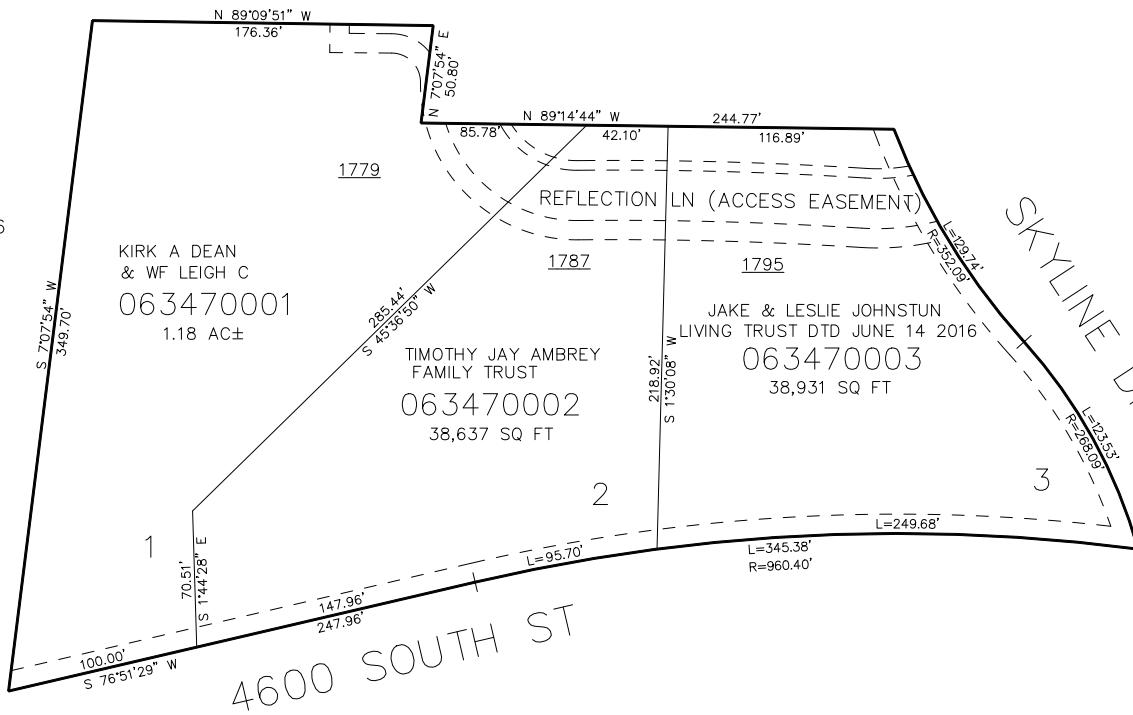 N 89°09'51" W
176.36'
N 7°07'54" E
50.80'
N 89°14'44" W
244.77'
85.78'
42.10'
116.89'
1779
REFLECTION LN (ACCESS EASEMENT)
SKYLINE
L=129.74'
R=352.09'
6
KIRK A DEAN
& WF LEIGH C
063470001
1.18 AC±
1787
1795
S 7°07'54" W
349.70'
285.44'
S 45°36'50" W
JAKE & LESLIE JOHNSTUN
LIVING TRUST DTD JUNE 14 2016
063470003
38,931 SQ FT
TIMOTHY JAY AMBREY
FAMILY TRUST
063470002
38,637 SQ FT
218.92'
S 1°30'08" W
L=123.53'
R=268.09'
1
2
3
70.51'
S 1°44'28" E
L=95.70'
L=249.68'
L=345.38'
R=960.40'
147.96'
247.96'
100.00'
S 76°51'29" W
4600 SOUTH ST